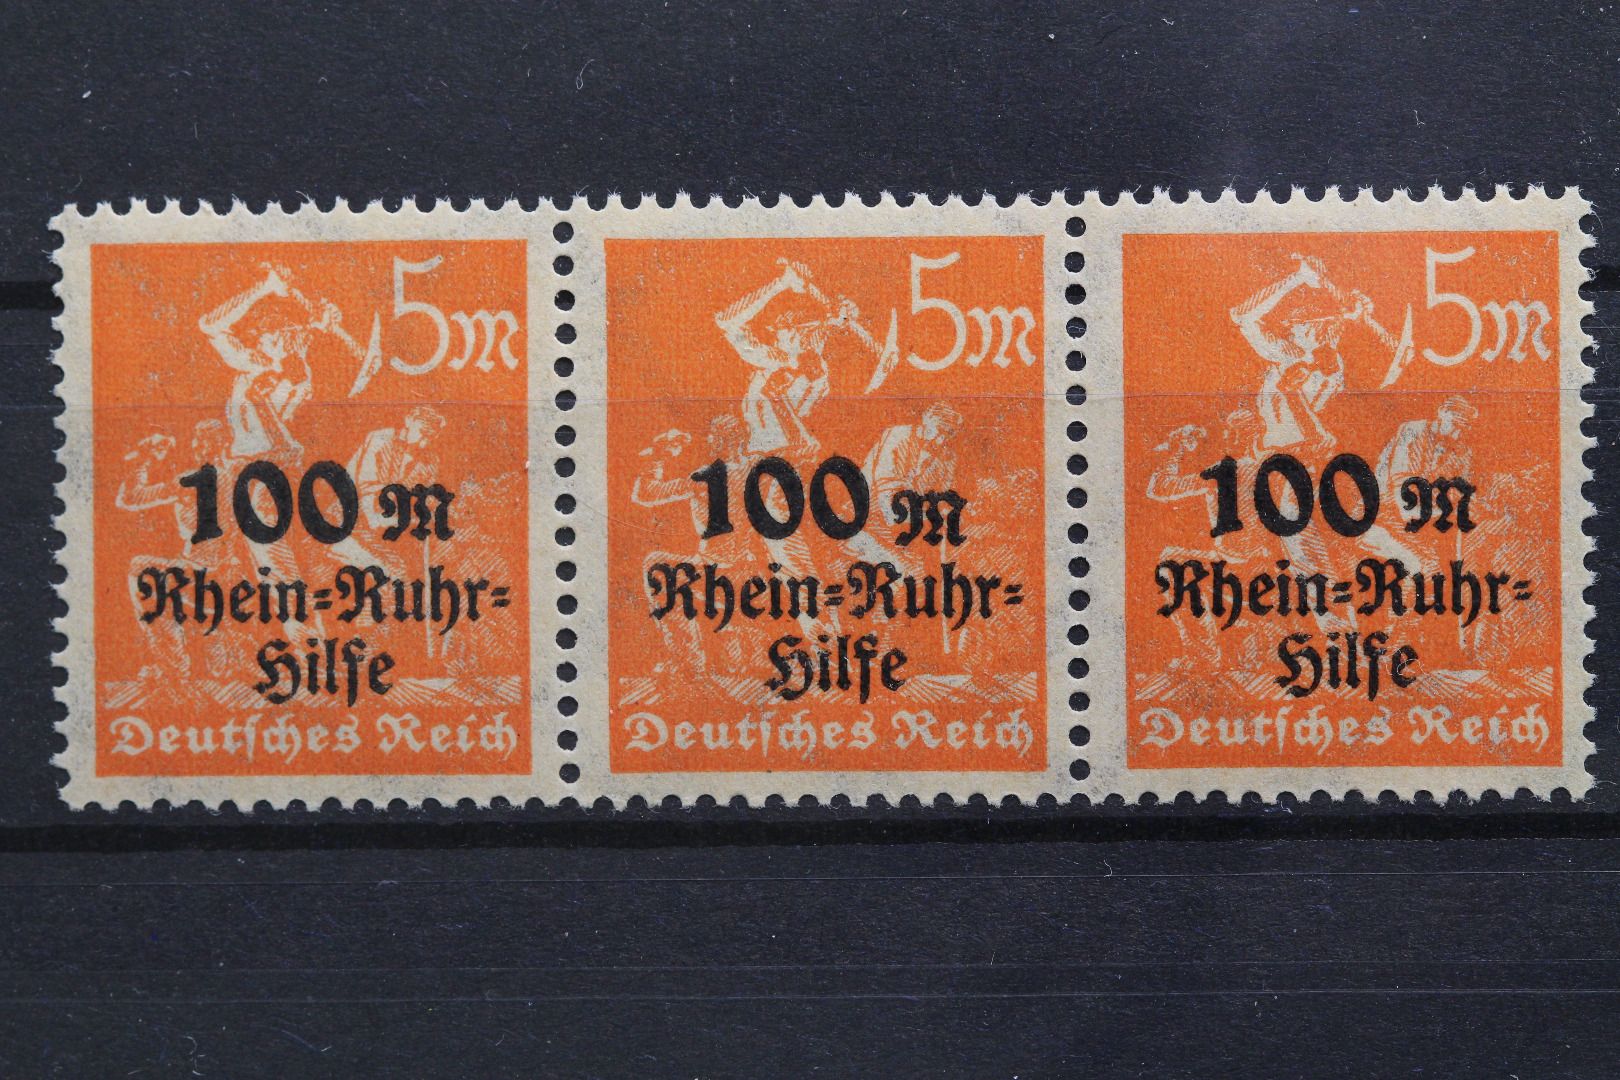 5m
100 M
Rhein=Ruhr=
Hilfe
Deutsches Reich
5m
100 M
Rhein=Ruhr=
Hilfe
Deutsches Reich
5m
100 M
Rhein=Ruhr=
Hilfe
Deutsches Reich